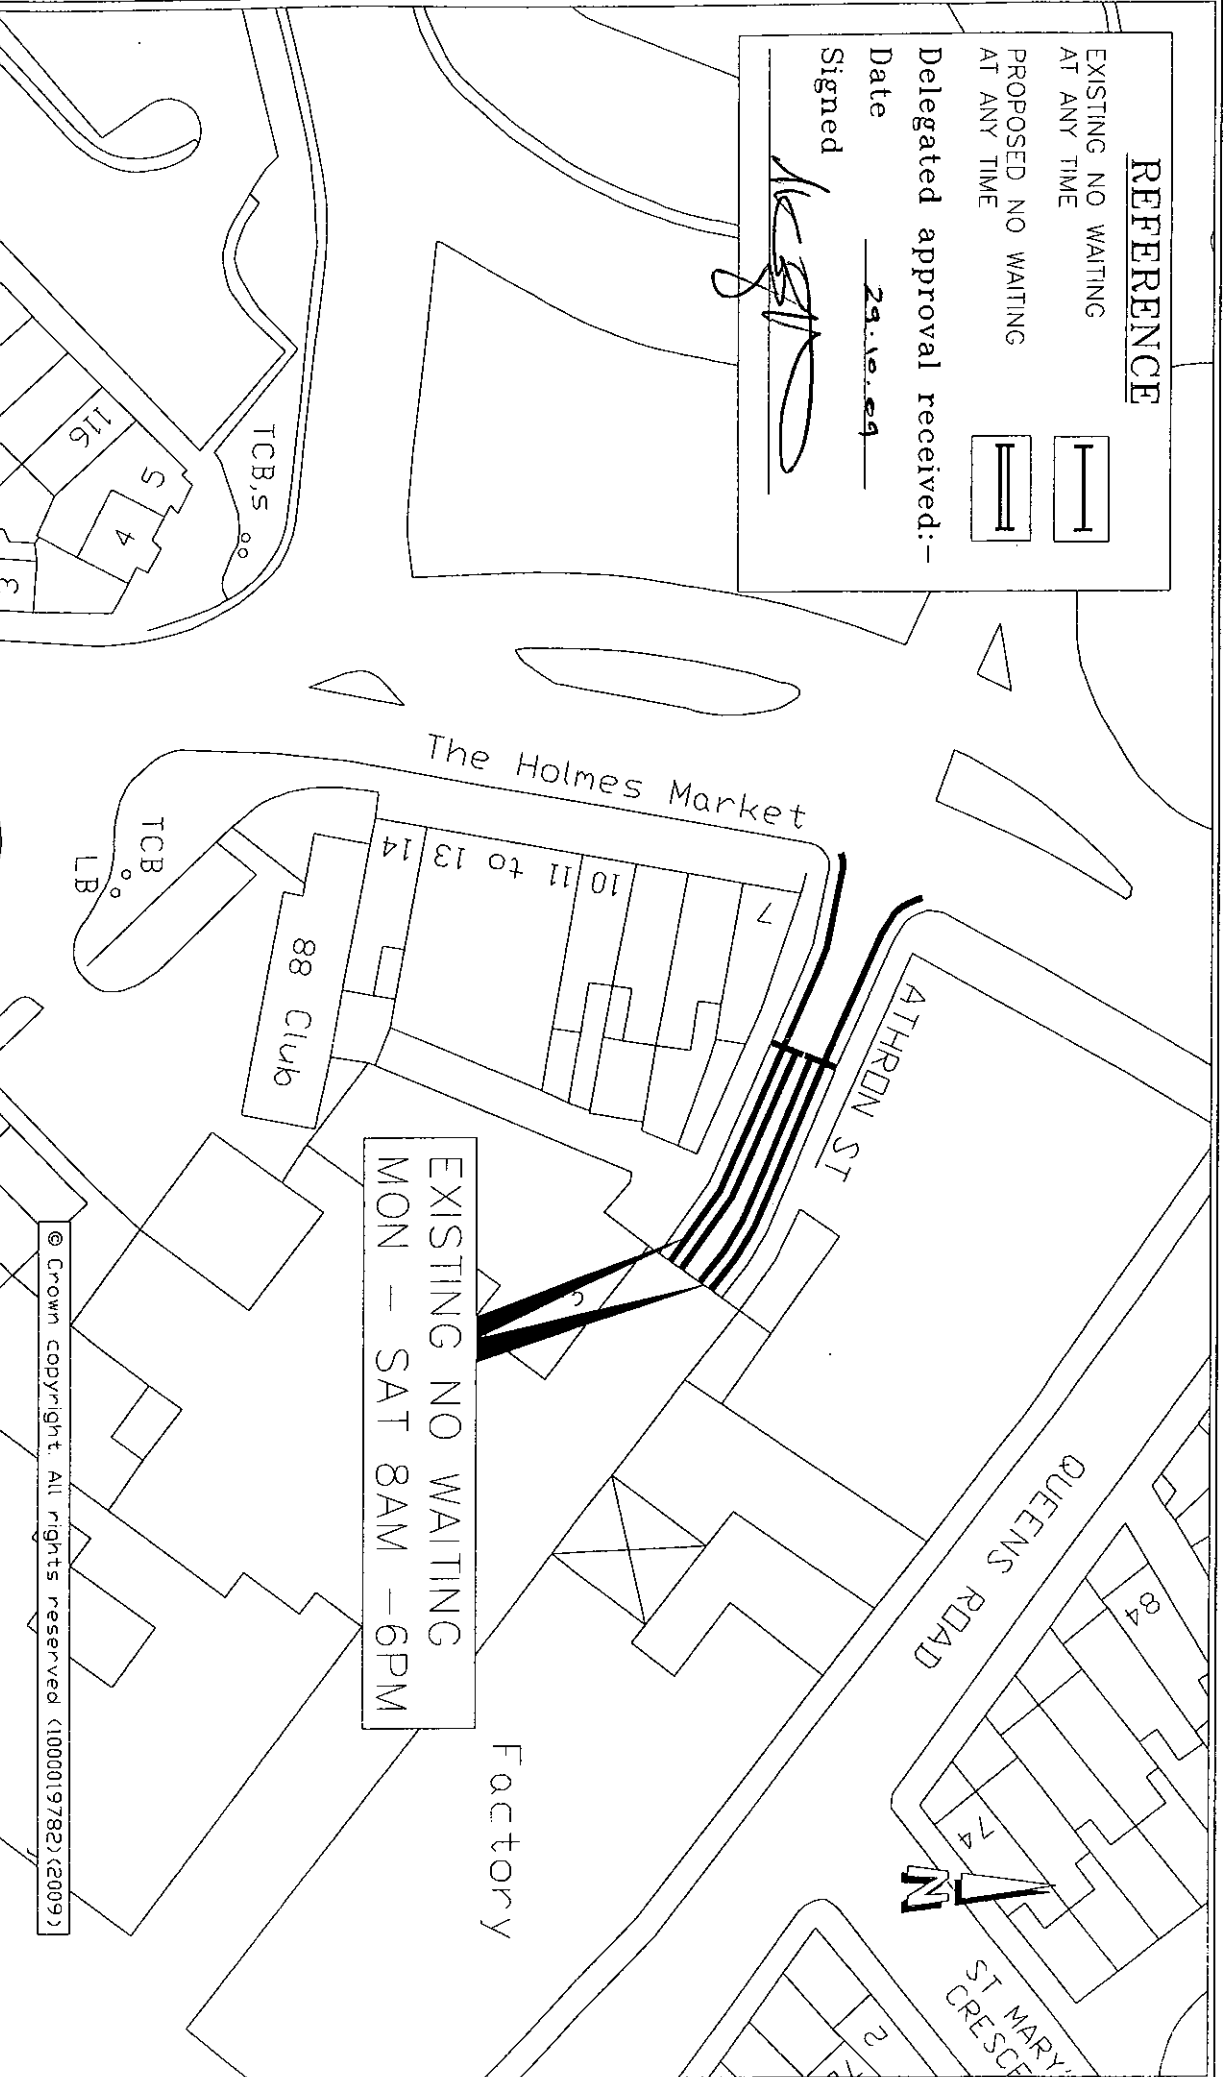 REFERENCE
EXISTING NO WAITING
AT ANY TIME
PROPOSED NO WAITING
AT ANY TIME
Delegated approval received:-
Date 29.10.09
Signed
QUEENS ROAD
84
74
N
ST MARY'
CRESCE
2
ATHRON ST
The Holmes Market
7
10
11 to 13
14
88 Club
TCB
LB
TCB,s
116
5
4
3
EXISTING NO WAITING
MON - SAT 8AM -6PM
Factory
© Crown copyright. All rights reserved (100019782)(2009)